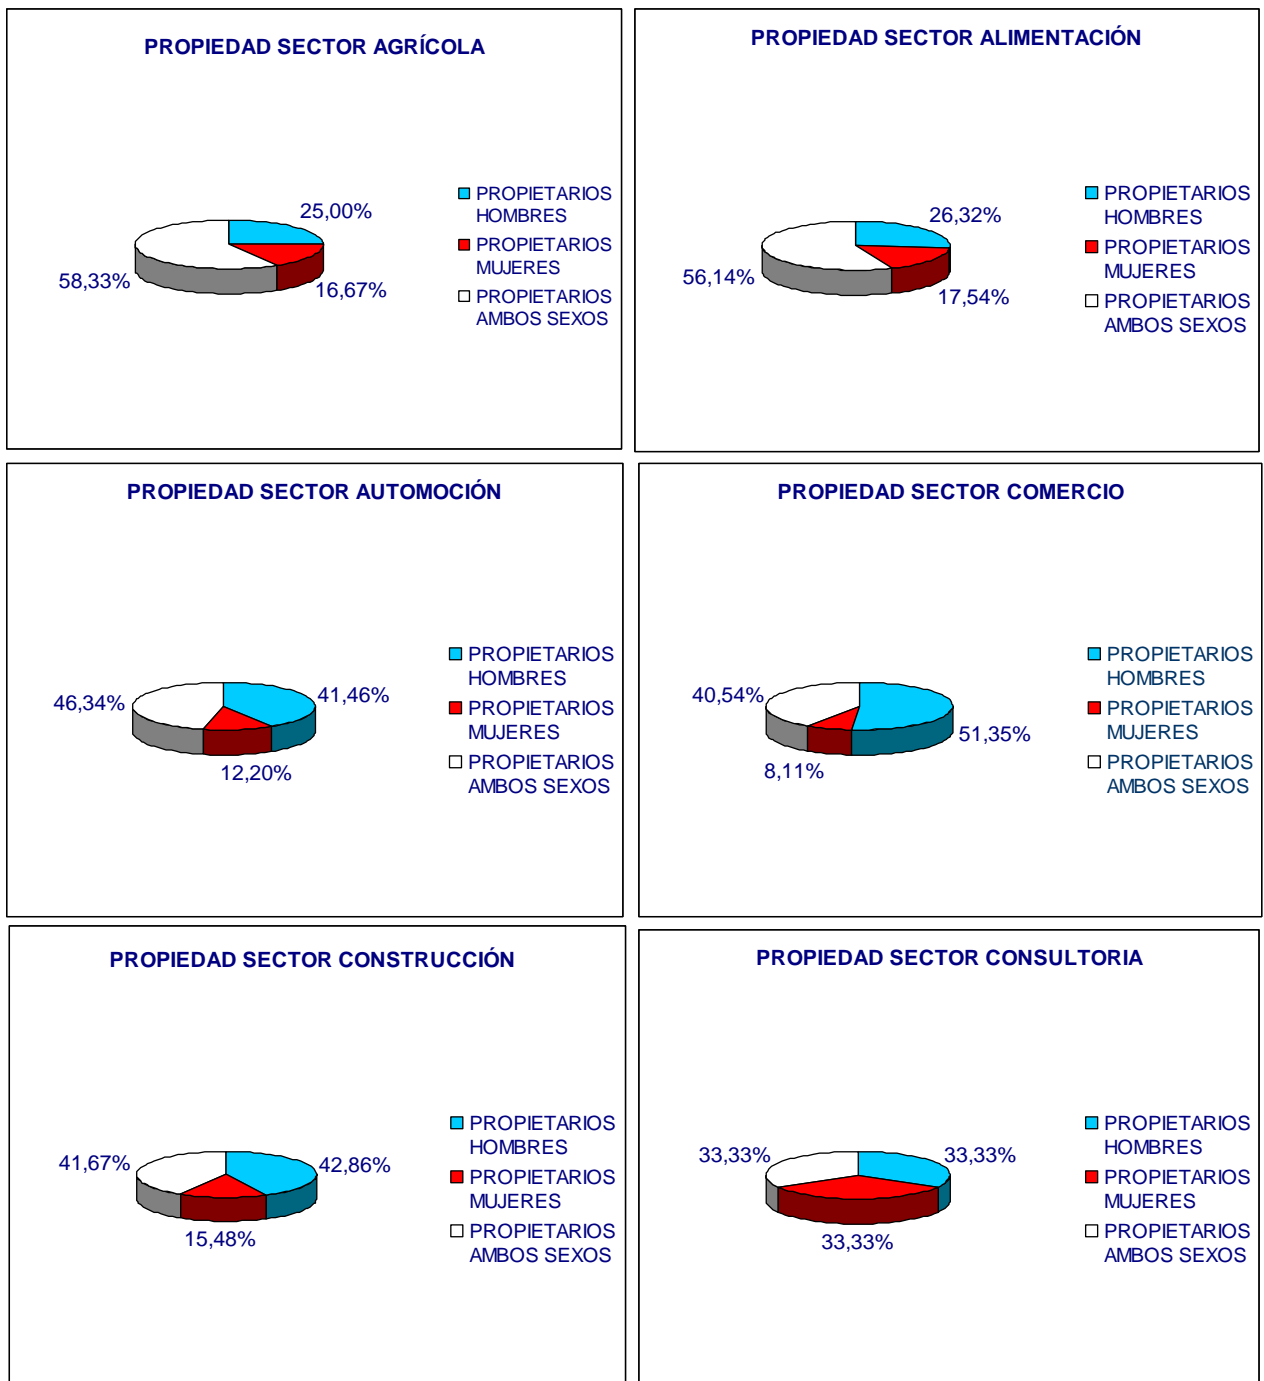 PROPIEDAD SECTOR AGRÍCOLA
25,00%
58,33%
16,67%
PROPIETARIOS
HOMBRES
PROPIETARIOS
MUJERES
PROPIETARIOS
AMBOS SEXOS
PROPIEDAD SECTOR ALIMENTACIÓN
26,32%
56,14%
17,54%
PROPIETARIOS
HOMBRES
PROPIETARIOS
MUJERES
PROPIETARIOS
AMBOS SEXOS
PROPIEDAD SECTOR AUTOMOCIÓN
46,34%
41,46%
12,20%
PROPIETARIOS
HOMBRES
PROPIETARIOS
MUJERES
PROPIETARIOS
AMBOS SEXOS
PROPIEDAD SECTOR COMERCIO
40,54%
51,35%
8,11%
PROPIETARIOS
HOMBRES
PROPIETARIOS
MUJERES
PROPIETARIOS
AMBOS SEXOS
PROPIEDAD SECTOR CONSTRUCCIÓN
41,67%
42,86%
15,48%
PROPIETARIOS
HOMBRES
PROPIETARIOS
MUJERES
PROPIETARIOS
AMBOS SEXOS
PROPIEDAD SECTOR CONSULTORIA
33,33%
33,33%
33,33%
PROPIETARIOS
HOMBRES
PROPIETARIOS
MUJERES
PROPIETARIOS
AMBOS SEXOS